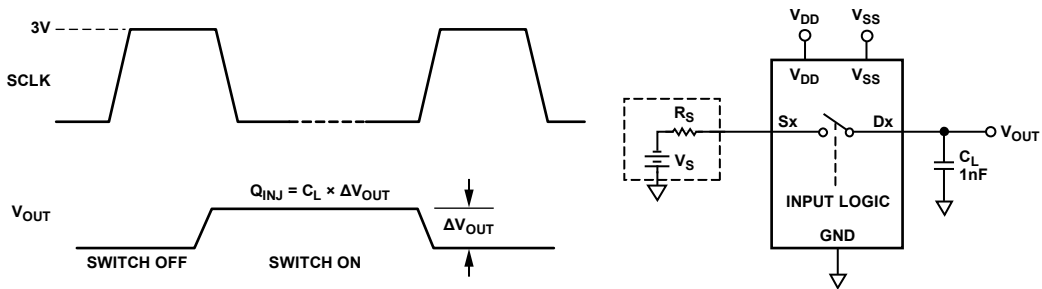 3V
SCLK
Q_INJ = C_L × ΔV_OUT
V_OUT
ΔV_OUT
SWITCH OFF
SWITCH ON
V_DD
V_SS
V_DD
V_SS
R_S
Sx
Dx
V_OUT
V_S
C_L
1nF
INPUT LOGIC
GND